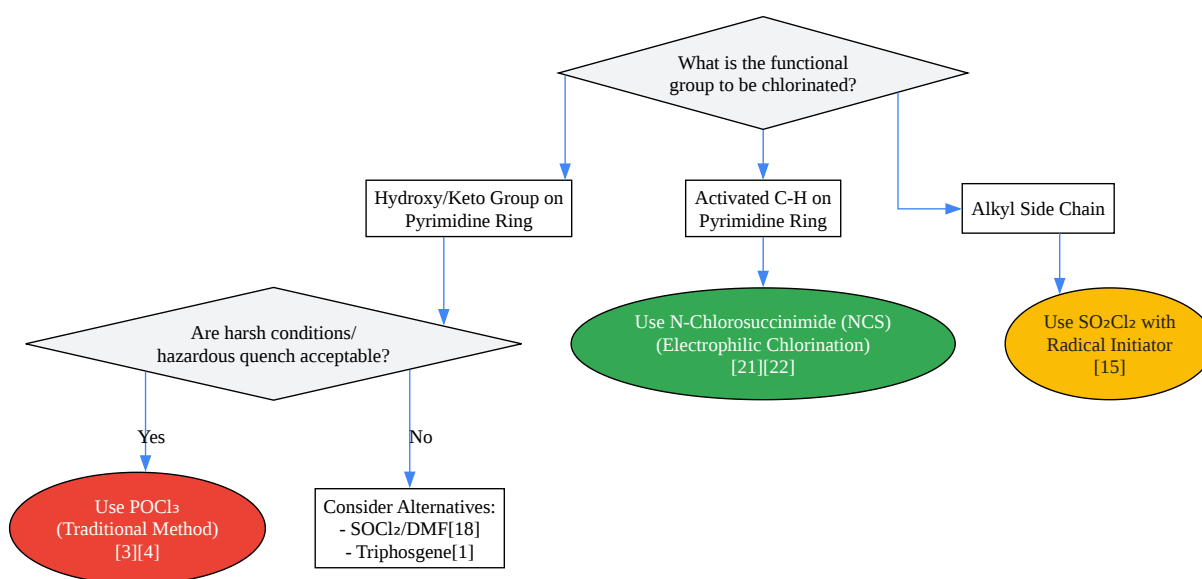 What is the functional
group to be chlorinated?
Hydroxy/Keto Group on
Pyrimidine Ring
Activated C-H on
Pyrimidine Ring
Alkyl Side Chain
Are harsh conditions/
hazardous quench acceptable?
Use N-Chlorosuccinimide (NCS)
(Electrophilic Chlorination)
[21][22]
Use SO₂Cl₂ with
Radical Initiator
[15]
Yes
No
Use POCl₃
(Traditional Method)
[3][4]
Consider Alternatives:
- SOCl₂/DMF[18]
- Triphosgene[1]